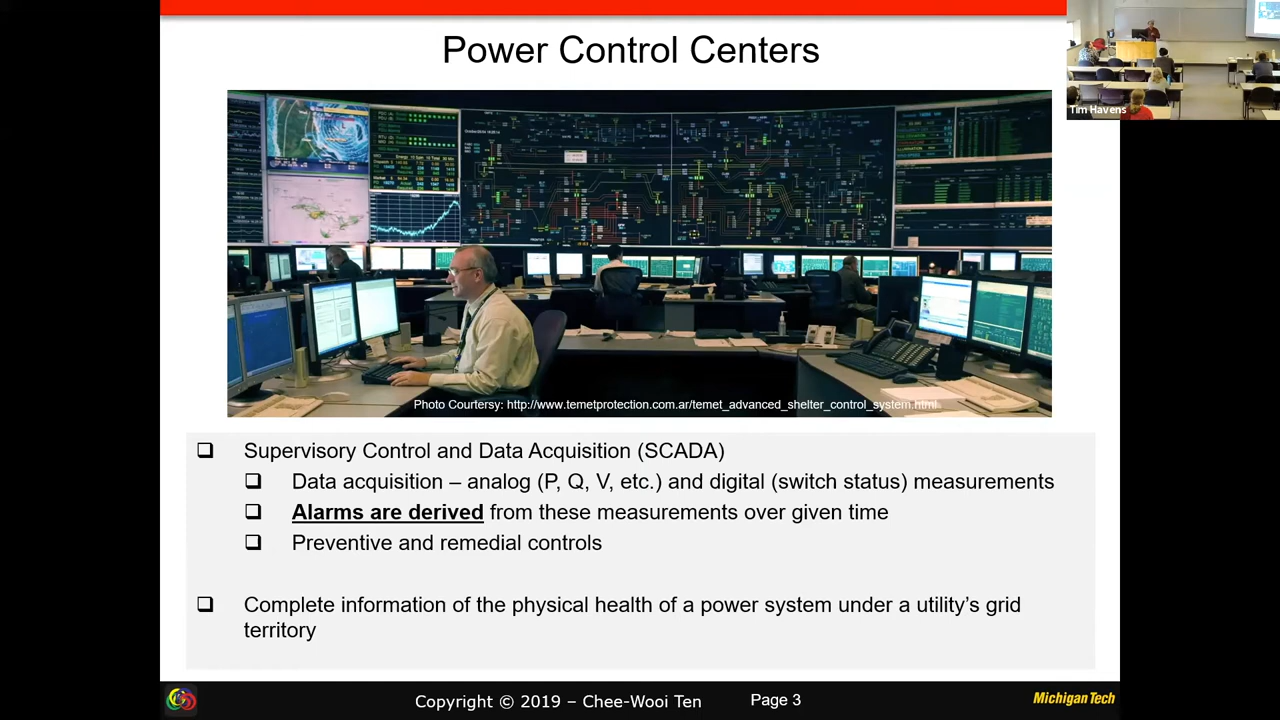 Power Control Centers
Tim Havens
Photo Courtersy: http://www.temetprotection.com.ar/temet_advanced_shelter_control_system.html
Supervisory Control and Data Acquisition (SCADA)
Data acquisition – analog (P, Q, V, etc.) and digital (switch status) measurements
Alarms are derived from these measurements over given time
Preventive and remedial controls
Complete information of the physical health of a power system under a utility’s grid
territory
Copyright © 2019 – Chee-Wooi Ten
Page 3
MichiganTech